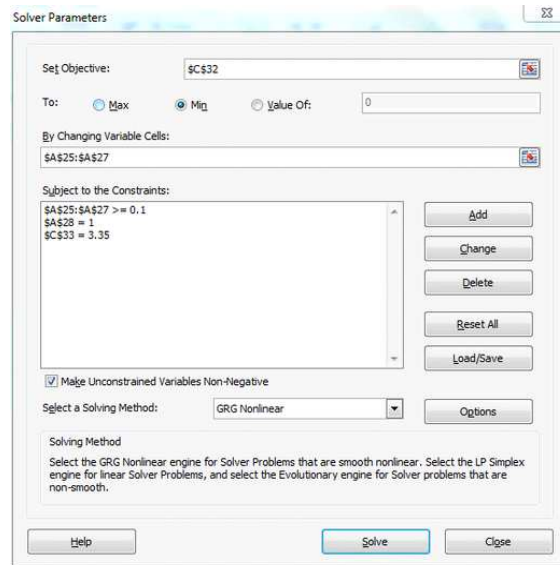 Solver Parameters
Set Objective:
$C$32
To:
Max
Min
Value Of:
0
By Changing Variable Cells:
$A$25:$A$27
Subject to the Constraints:
$A$25:$A$27 >= 0.1
$A$28 = 1
$C$33 = 3.35
Add
Change
Delete
Reset All
Load/Save
Make Unconstrained Variables Non-Negative
Select a Solving Method:
GRG Nonlinear
Options
Solving Method
Select the GRG Nonlinear engine for Solver Problems that are smooth nonlinear. Select the LP Simplex
engine for linear Solver Problems, and select the Evolutionary engine for Solver problems that are
non-smooth.
Help
Solve
Close